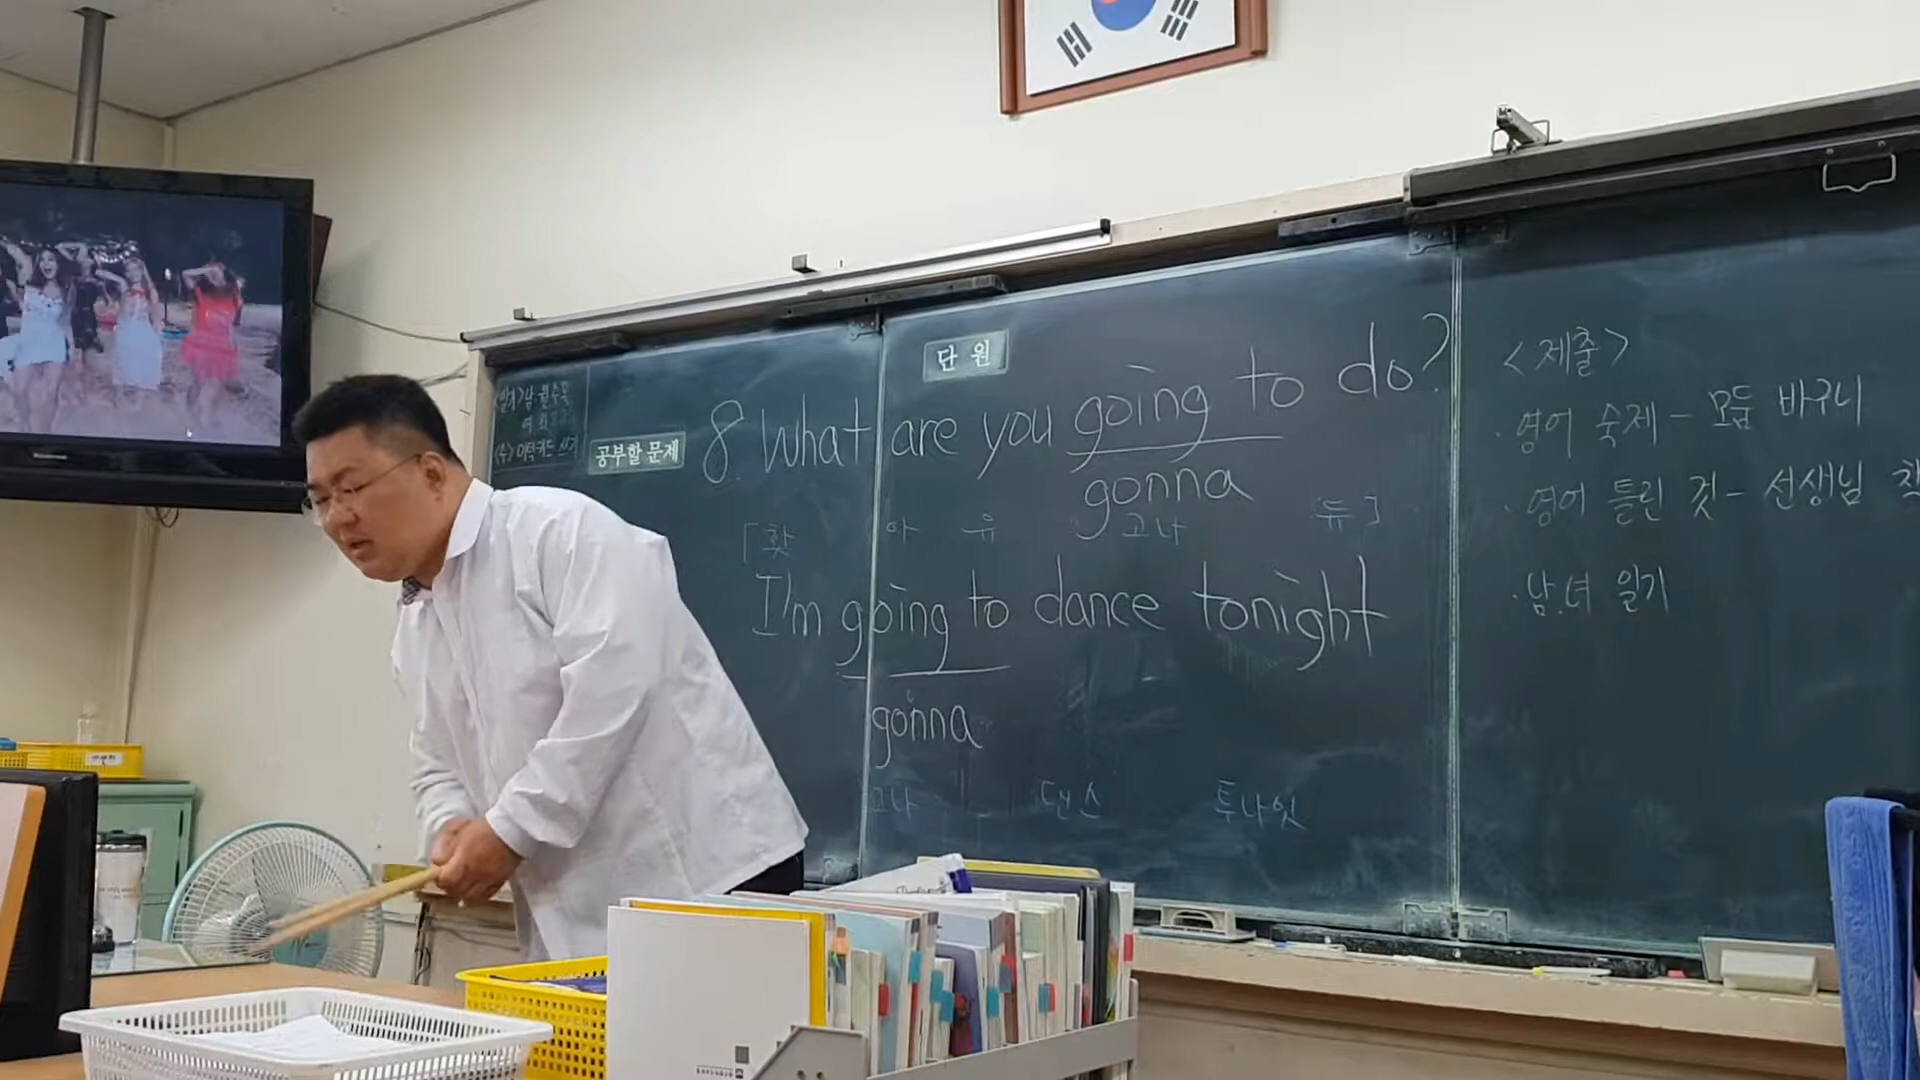 단 원
공부할 문제
8. What are you going to do?
gonna
[홧 아 유 고나 듀]
I'm going to dance tonight
gonna
고나 댄스 투나잇
<제출>
· 영어 숙제 - 모둠 바구니
· 영어 틀린 것 - 선생님 책
· 남.녀 일기